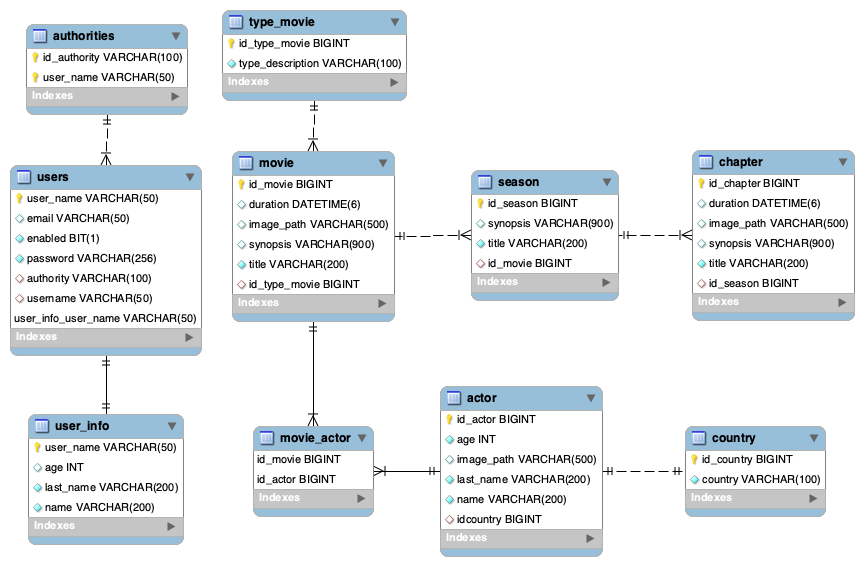 authorities
id_authority VARCHAR(100)
user_name VARCHAR(50)
Indexes
type_movie
id_type_movie BIGINT
type_description VARCHAR(100)
Indexes
users
user_name VARCHAR(50)
email VARCHAR(50)
enabled BIT(1)
password VARCHAR(256)
authority VARCHAR(100)
username VARCHAR(50)
user_info_user_name VARCHAR(50)
Indexes
movie
id_movie BIGINT
duration DATETIME(6)
image_path VARCHAR(500)
synopsis VARCHAR(900)
title VARCHAR(200)
id_type_movie BIGINT
Indexes
season
id_season BIGINT
synopsis VARCHAR(900)
title VARCHAR(200)
id_movie BIGINT
Indexes
chapter
id_chapter BIGINT
duration DATETIME(6)
image_path VARCHAR(500)
synopsis VARCHAR(900)
title VARCHAR(200)
id_season BIGINT
Indexes
user_info
user_name VARCHAR(50)
age INT
last_name VARCHAR(200)
name VARCHAR(200)
Indexes
movie_actor
id_movie BIGINT
id_actor BIGINT
Indexes
actor
id_actor BIGINT
age INT
image_path VARCHAR(500)
last_name VARCHAR(200)
name VARCHAR(200)
idcountry BIGINT
Indexes
country
id_country BIGINT
country VARCHAR(100)
Indexes